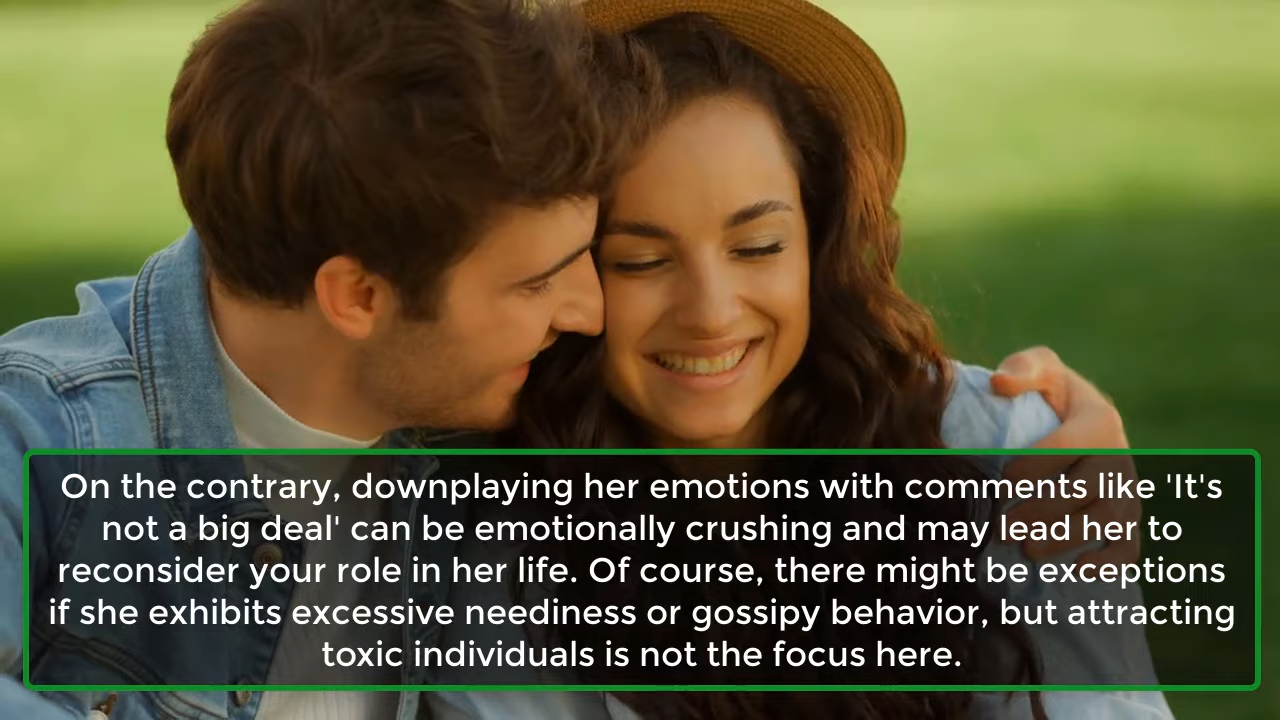 On the contrary, downplaying her emotions with comments like 'It's
not a big deal' can be emotionally crushing and may lead her to
reconsider your role in her life. Of course, there might be exceptions
if she exhibits excessive neediness or gossipy behavior, but attracting
toxic individuals is not the focus here.